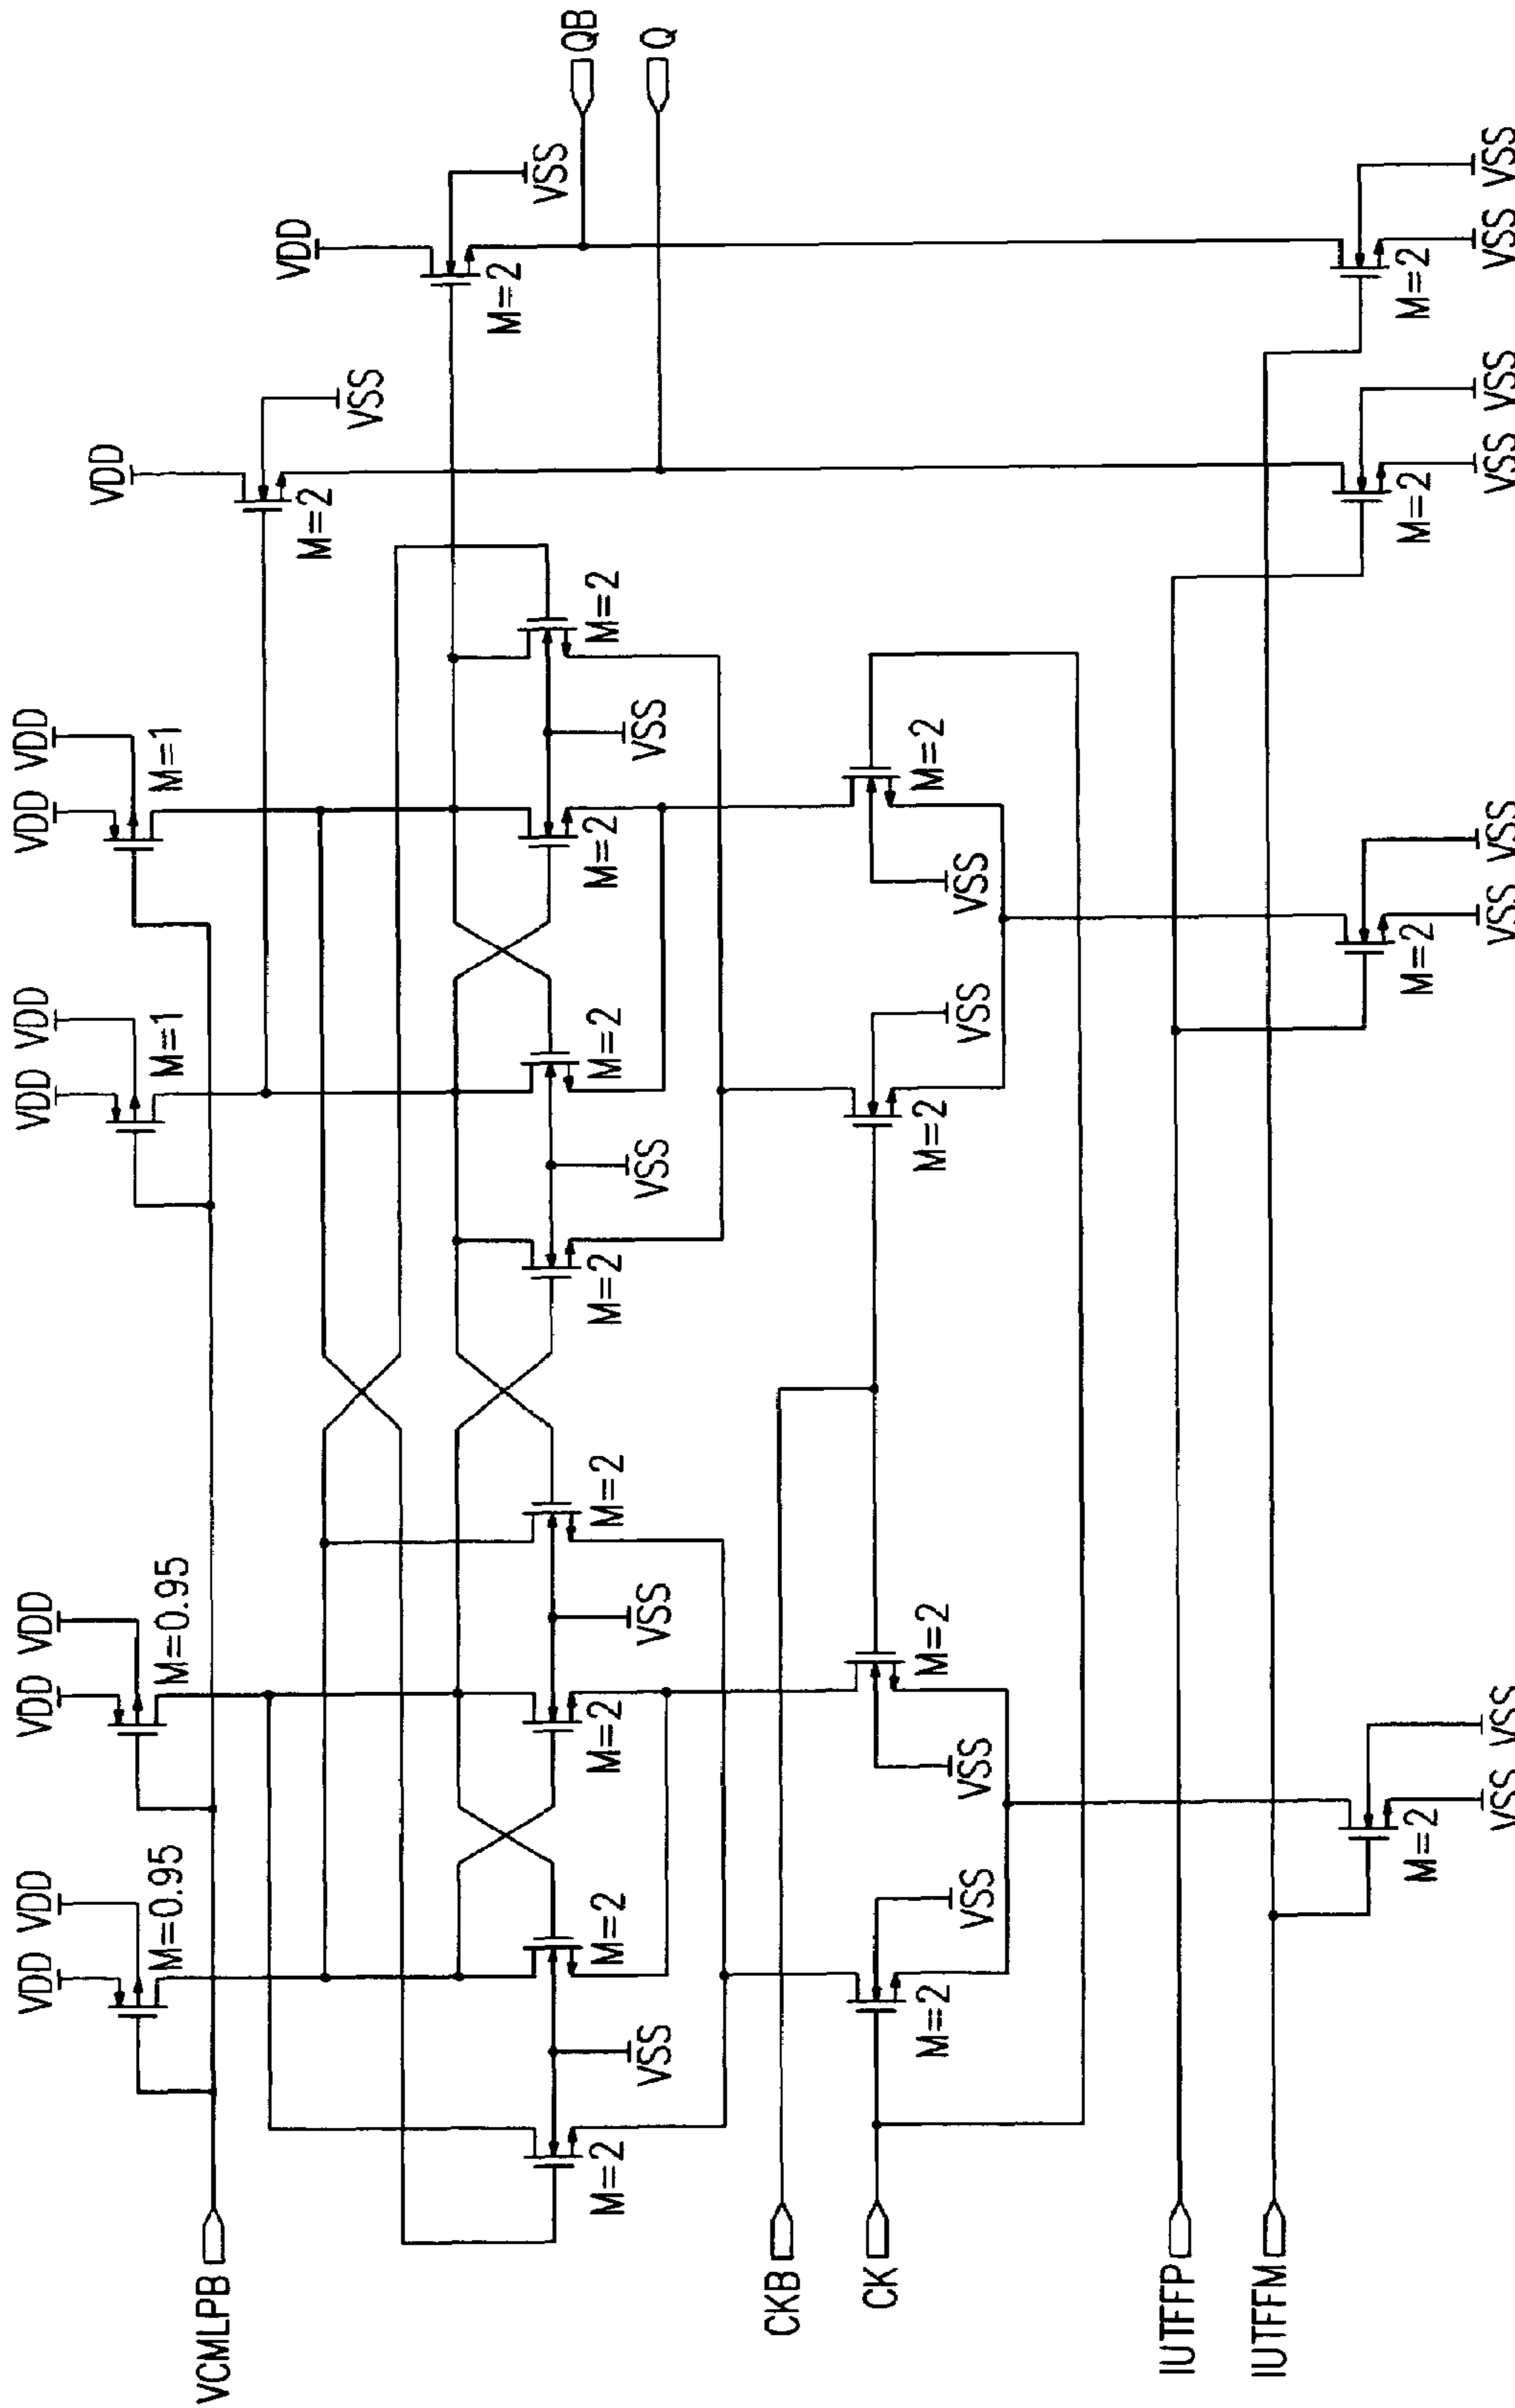 VDD VDD
VDD VDD
VDD VDD
VDD VDD
VDD
M=0.95
M=0.95
M=1
M=1
VCMLPB
VDD
M=2
VSS
M=2
VSS
QB
M=2
M=2
M=2
M=2
M=2
M=2
M=2
M=2
VSS
VSS
VSS
VSS
Q
CKB
CK
M=2
M=2
M=2
M=2
VSS
VSS
VSS
VSS
IUTFFP
IUTFFM
M=2
M=2
M=2
M=2
VSS VSS
VSS VSS
VSS VSS
VSS VSS